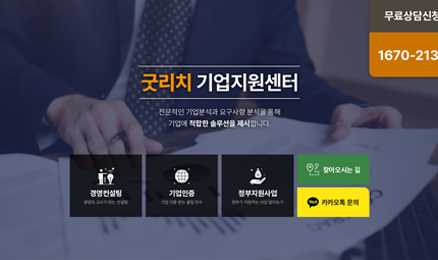 무료상담신청
1670-213
굿리치 기업지원센터
전문적인 기업분석과 요구사항 분석을 통해
기업에 적합한 솔루션을 제시합니다.
경영컨설팅
기업인증
정부지원사업
찾아오시는 길
TALK
카카오톡 문의